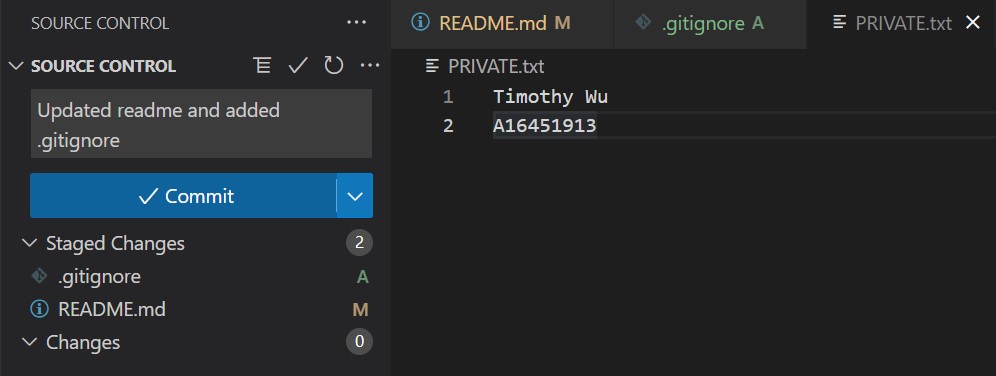 SOURCE CONTROL ···
SOURCE CONTROL ···
Updated readme and added
.gitignore
Commit
Staged Changes 2
.gitignore A
README.md M
Changes 0
README.md M .gitignore A PRIVATE.txt
PRIVATE.txt
1 Timothy Wu
2 A16451913